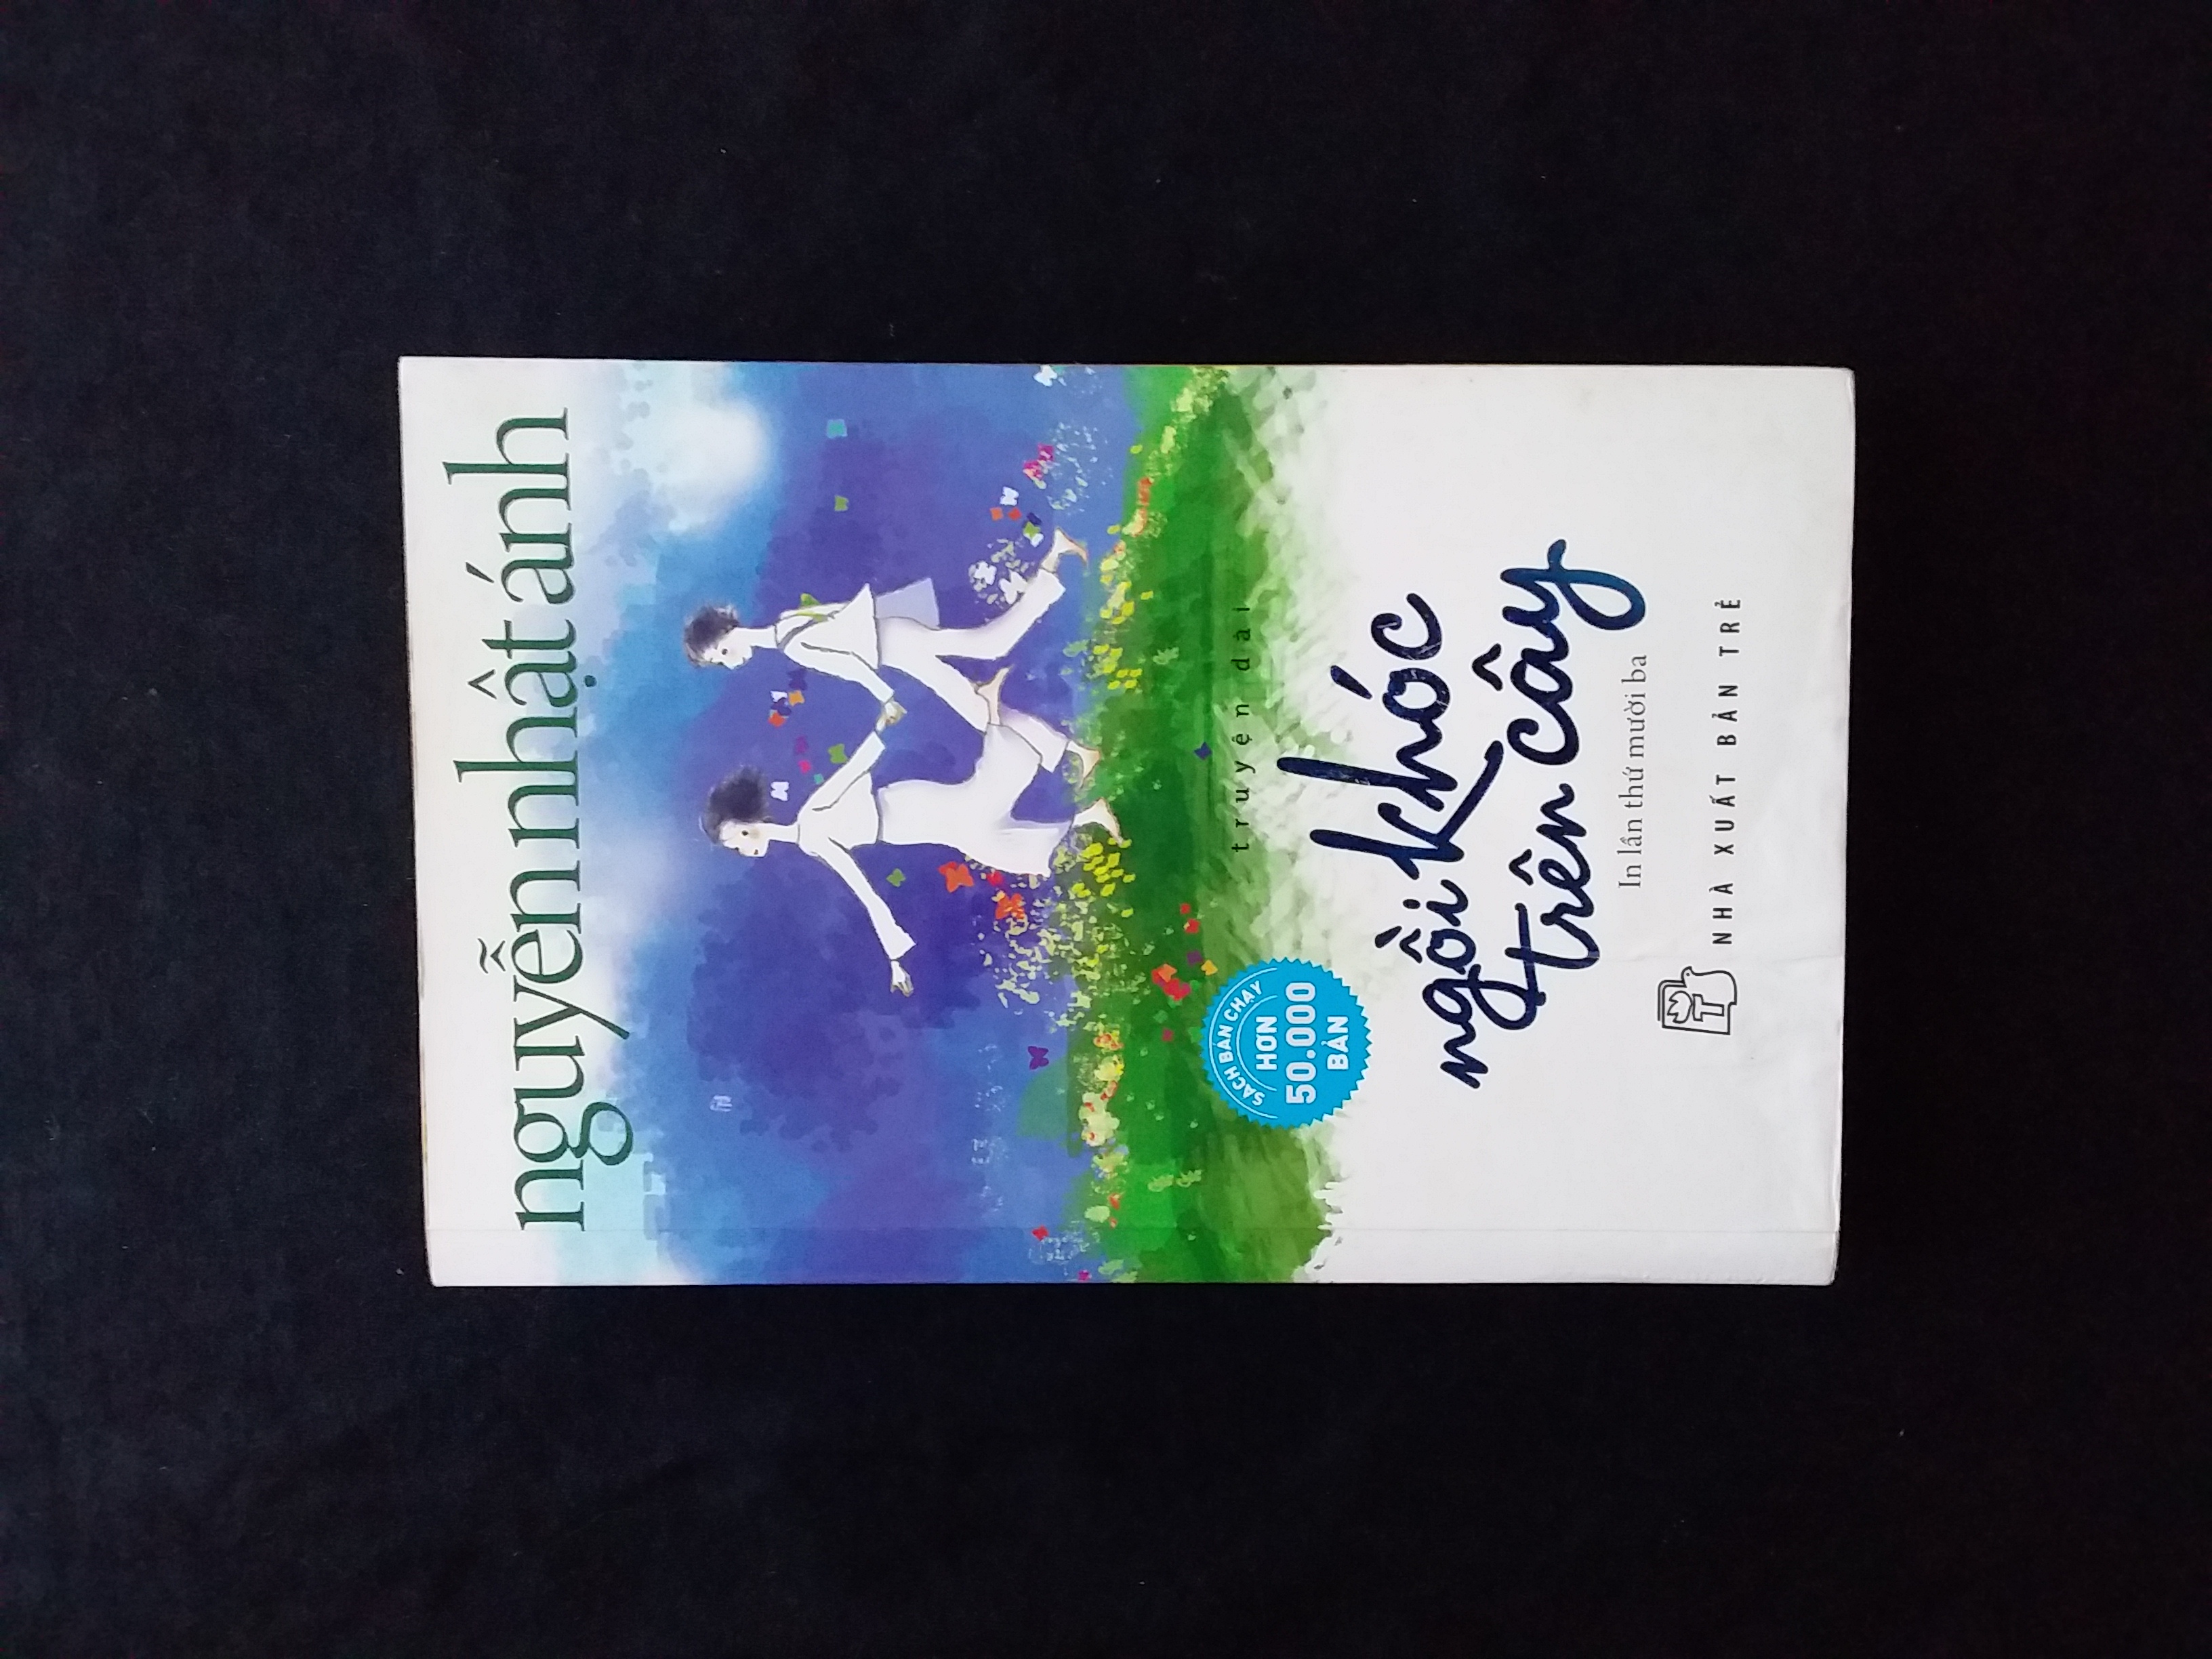 nguyễn nhật ánh
truyện dài
SÁCH BÁN CHẠY
HƠN
50.000
BẢN
ngồi khóc
trên cây
In lần thứ mười ba
T
NHÀ XUẤT BẢN TRẺ